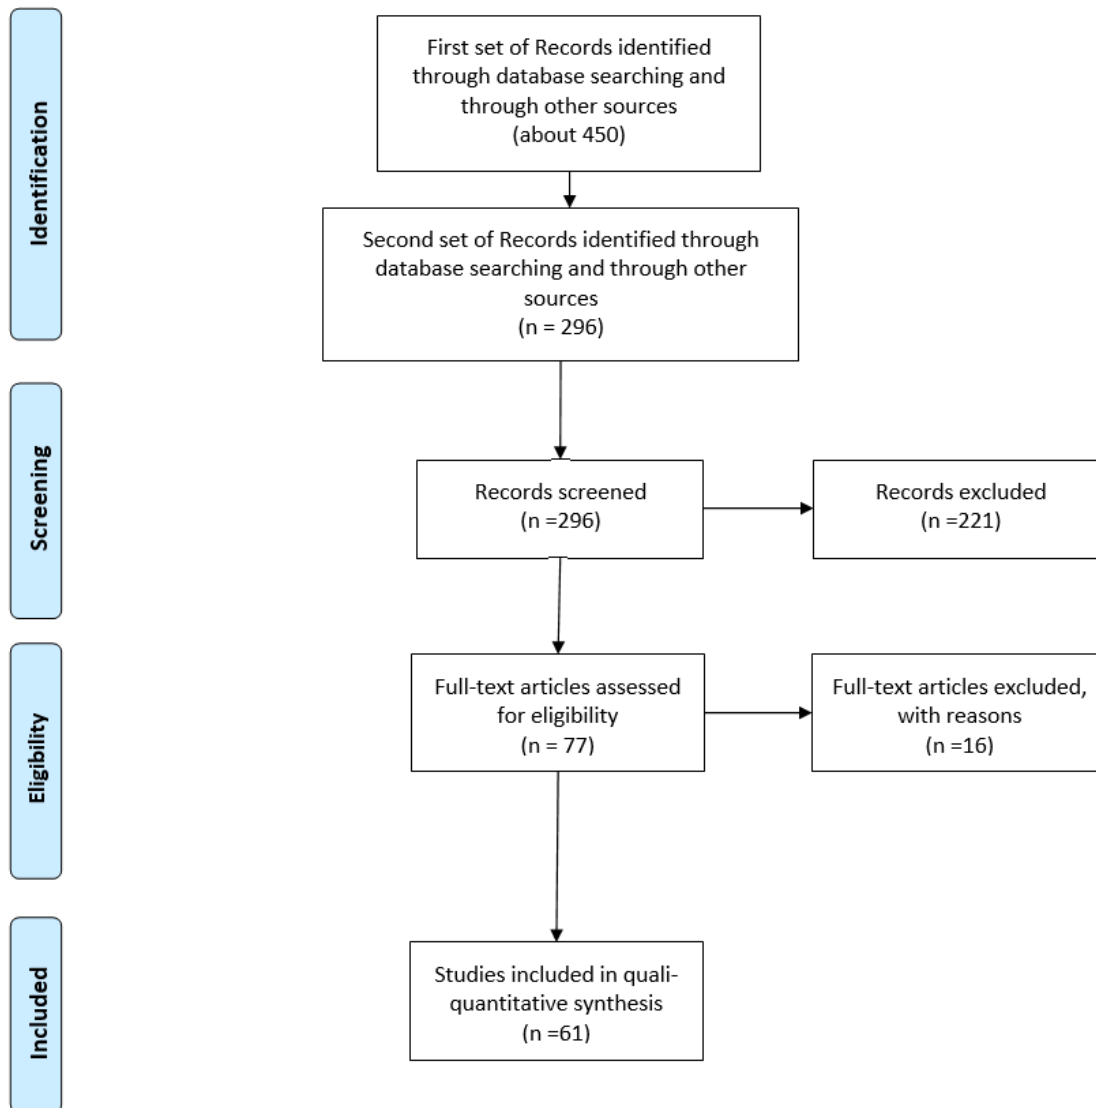 Identification
First set of Records identified
through database searching and
through other sources
(about 450)
Second set of Records identified through
database searching and through other
sources
(n = 296)
Screening
Records screened
(n =296)
Records excluded
(n =221)
Eligibility
Full-text articles assessed
for eligibility
(n = 77)
Full-text articles excluded,
with reasons
(n =16)
Included
Studies included in quali-
quantitative synthesis
(n =61)